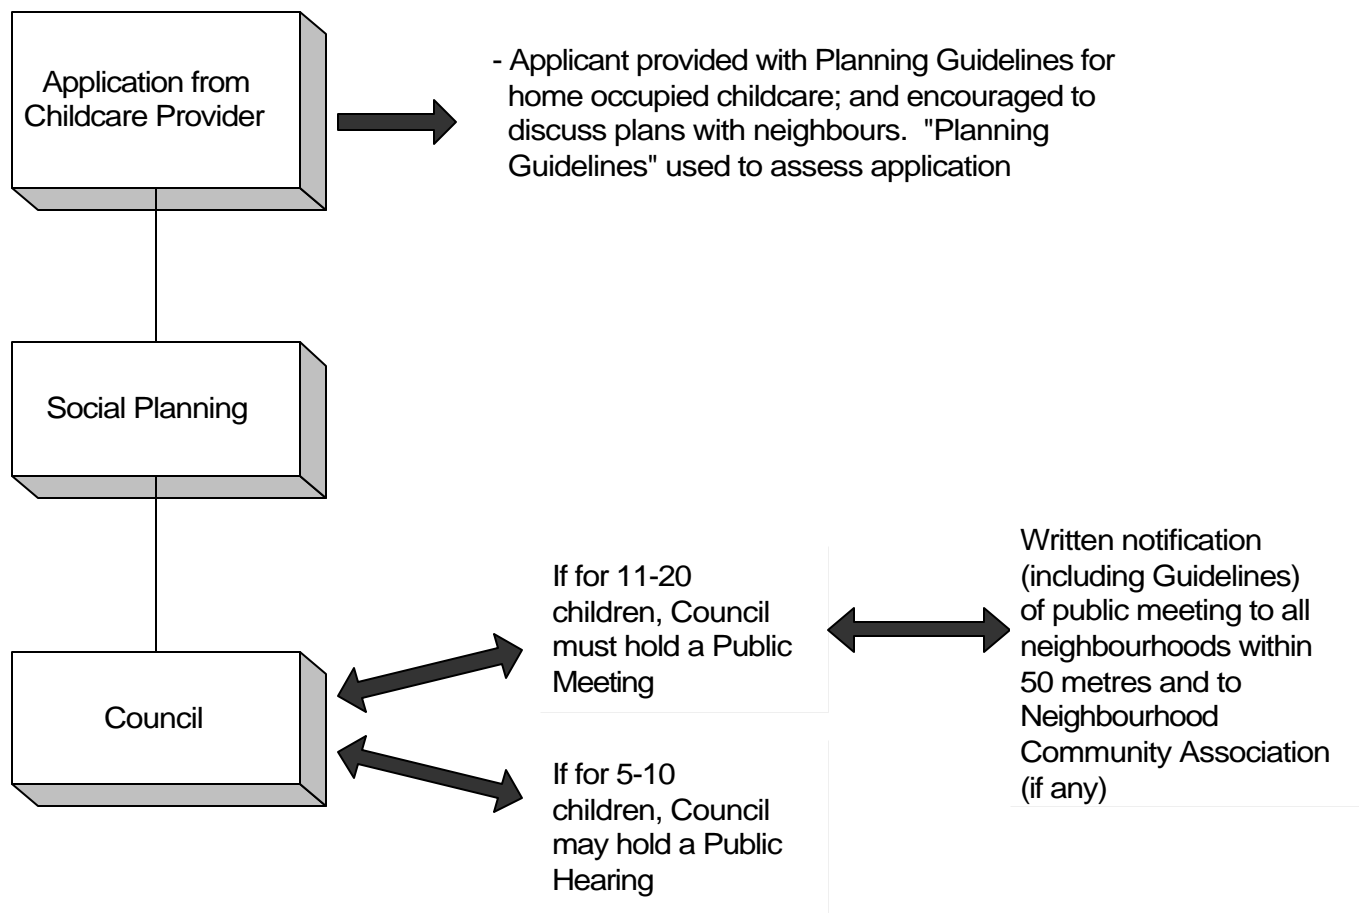 Application from
Childcare Provider
- Applicant provided with Planning Guidelines for
home occupied childcare; and encouraged to
discuss plans with neighbours.  "Planning
Guidelines" used to assess application
Social Planning
Council
If for 11-20
children, Council
must hold a Public
Meeting
Written notification
(including Guidelines)
of public meeting to all
neighbourhoods within
50 metres and to
Neighbourhood
Community Association
(if any)
If for 5-10
children, Council
may hold a Public
Hearing